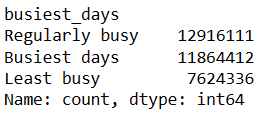 busiest_days
Regularly busy    12916111
Busiest days      11864412
Least busy         7624336
Name: count, dtype: int64